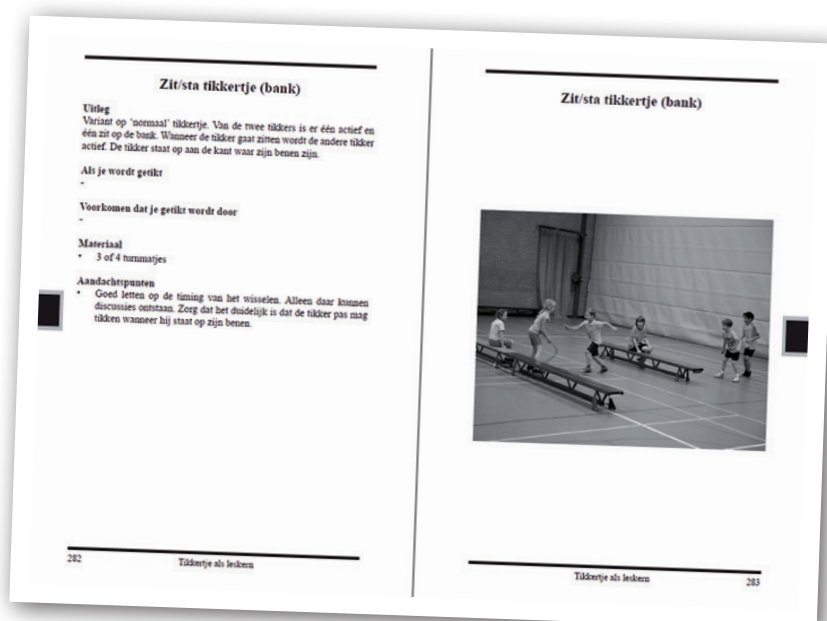 Zit/sta tikkertje (bank)
Uitleg
Variant op ‘normaal’ tikkertje. Van de twee tikkers is er één actief en
één zit op de bank. Wanneer de tikker gaat zitten wordt de andere tikker
actief. De tikker staat op aan de kant waar zijn benen zijn.
Als je wordt getikt
-
Voorkomen dat je getikt wordt door
-
Materiaal
• 3 of 4 turnmatjes
Aandachtspunten
• Goed letten op de timing van het wisselen. Alleen daar kunnen
discussies ontstaan. Zorg dat het duidelijk is dat de tikker pas mag
tikken wanneer hij staat op zijn benen.
282
Tikkertje als leskern
Zit/sta tikkertje (bank)
Tikkertje als leskern
283